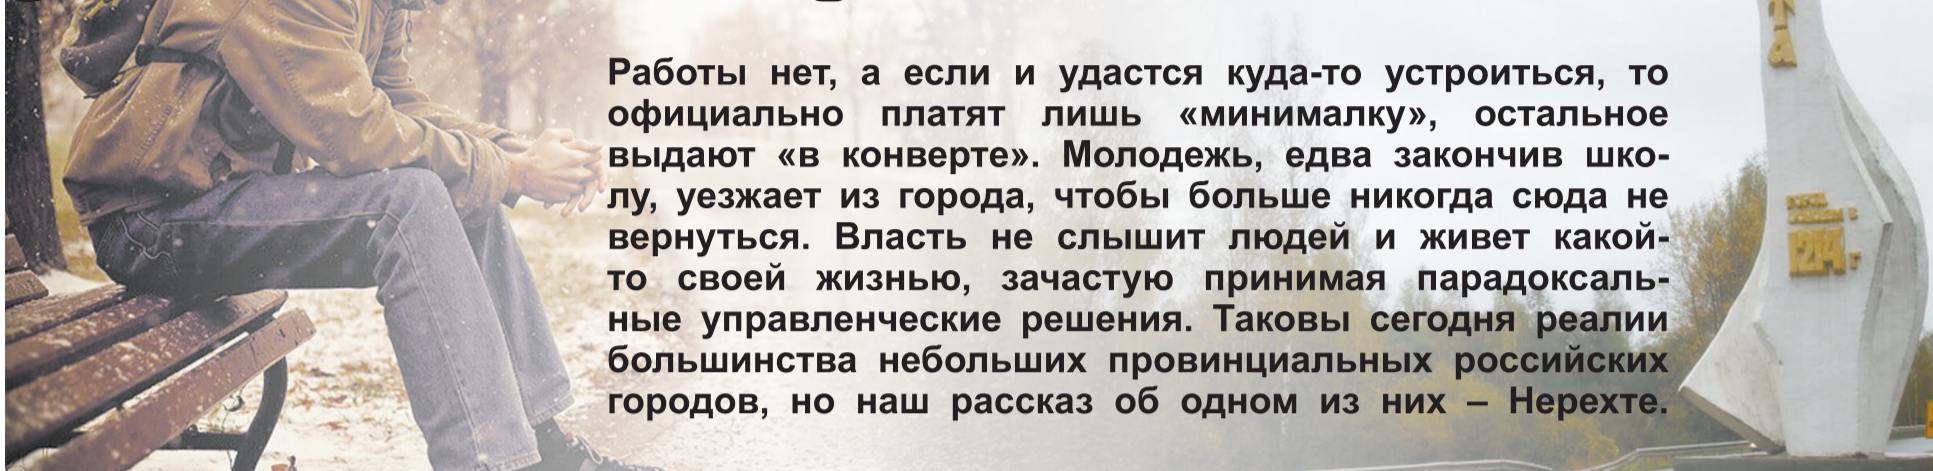 Работы нет, а если и удастся куда-то устроиться, то
официально платят лишь «минималку», остальное
выдают «в конверте». Молодежь, едва закончив шко-
лу, уезжает из города, чтобы больше никогда сюда не
вернуться. Власть не слышит людей и живет какой-
то своей жизнью, зачастую принимая парадоксаль-
ные управленческие решения. Таковы сегодня реалии
большинства небольших провинциальных российских
городов, но наш рассказ об одном из них – Нерехте.
ТА
1214 г